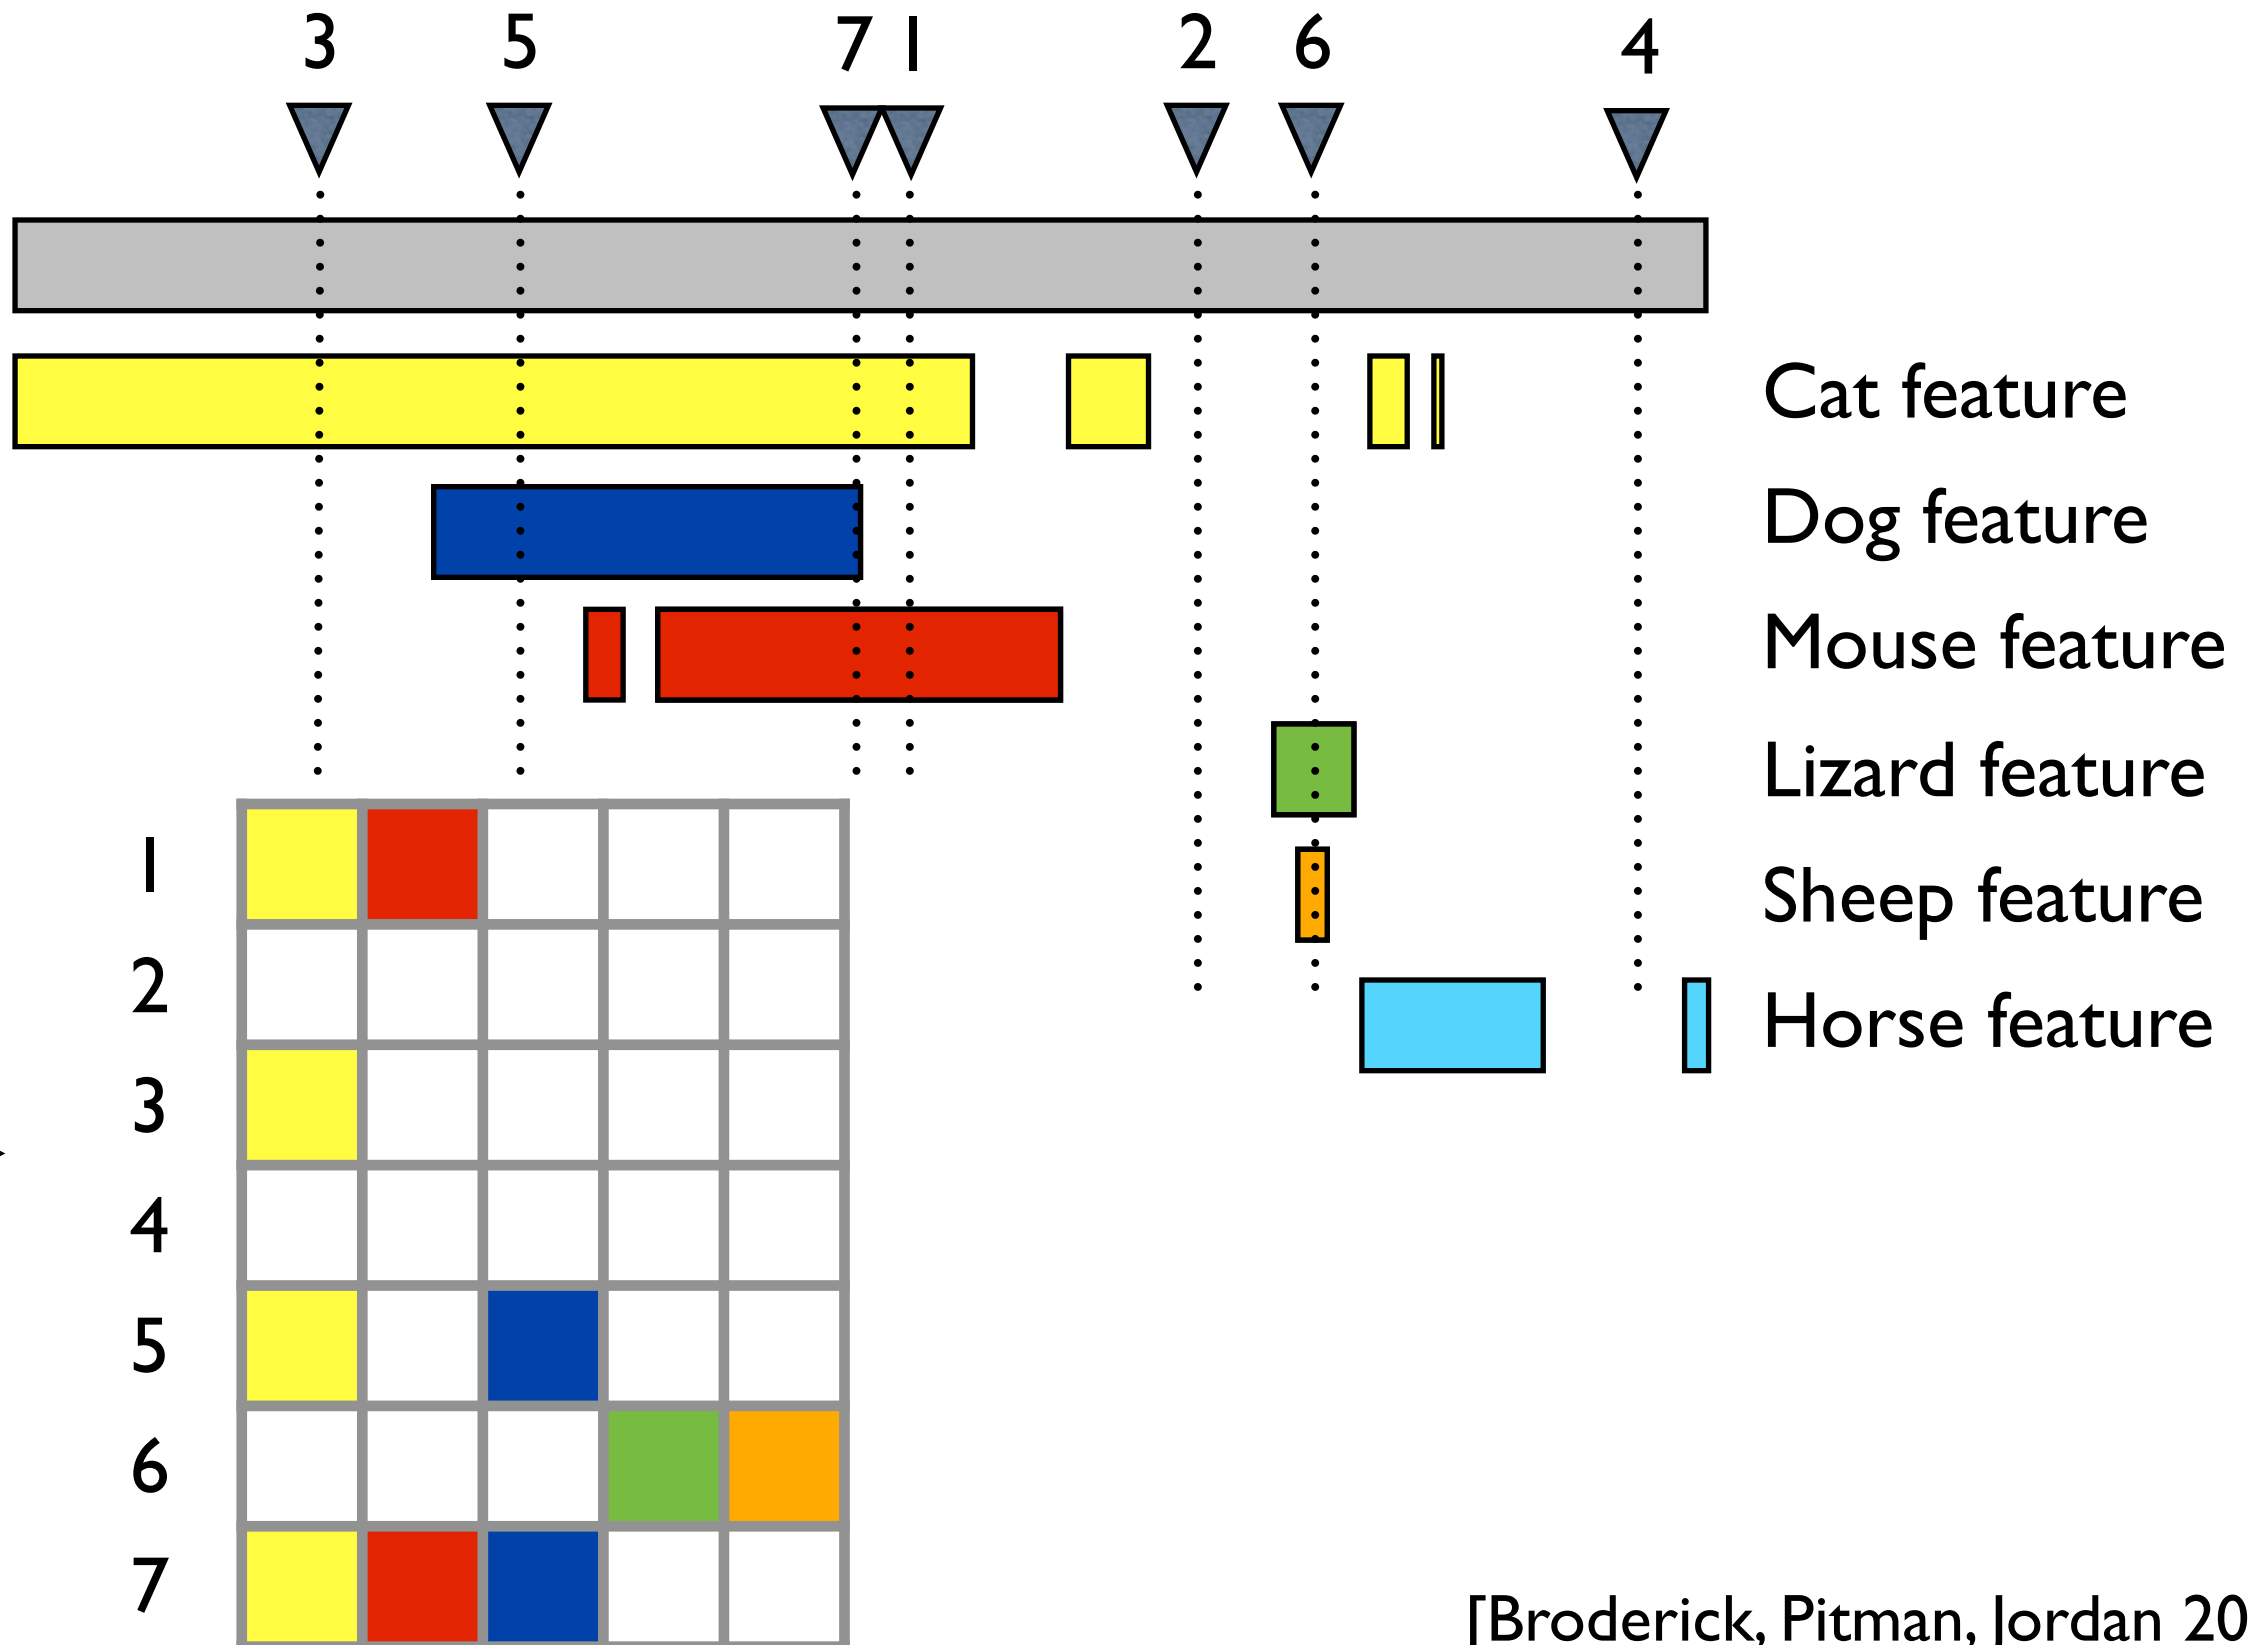 3 5 7 1 2 6 4
Cat feature
Dog feature
Mouse feature
Lizard feature
Sheep feature
Horse feature
1
2
3
4
5
6
7
[Broderick, Pitman, Jordan 20